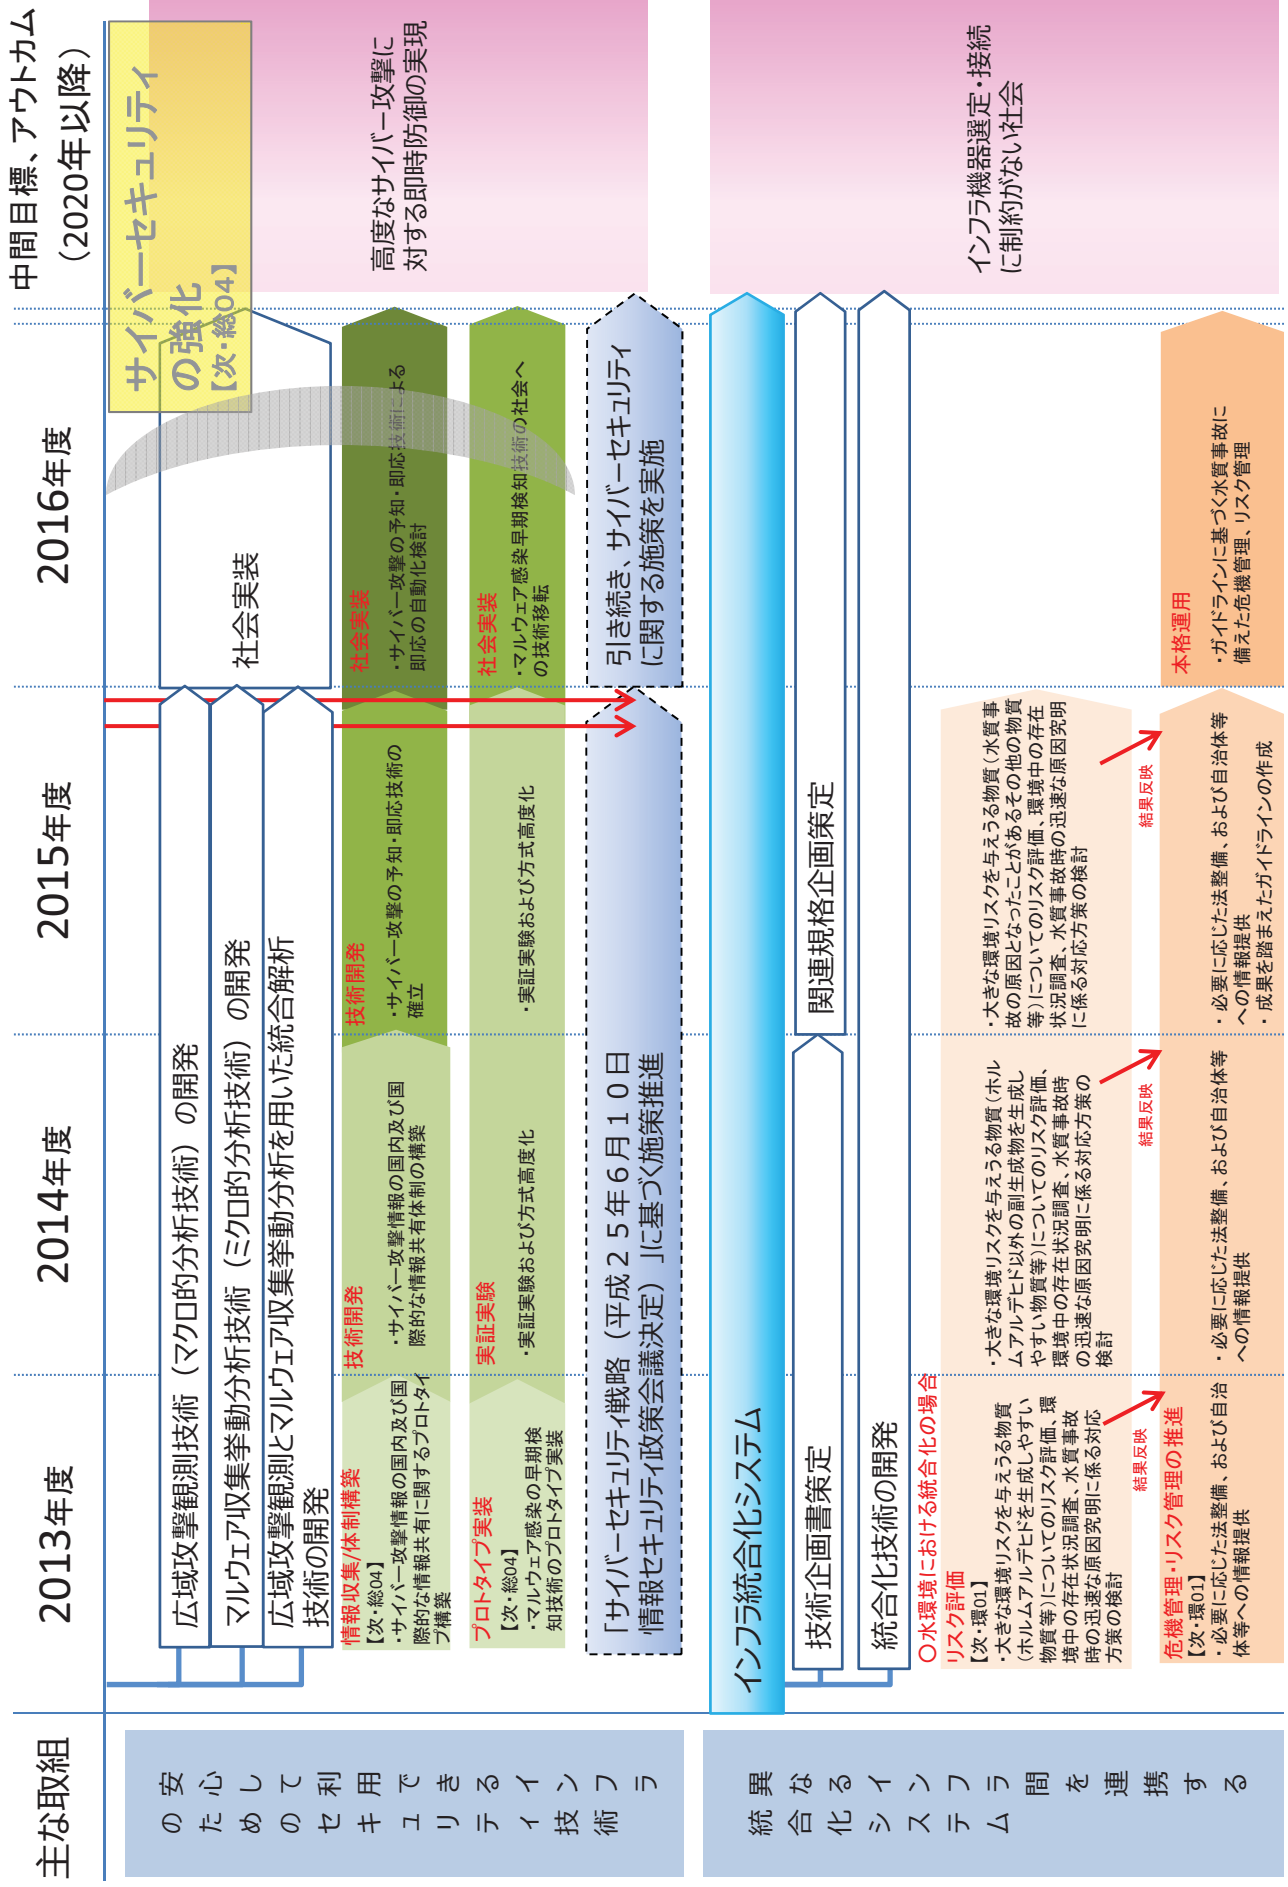 主な取組
2013年度
2014年度
2015年度
2016年度
中間目標、アウトカム
（2020年以降）
サイバーセキュリティ
の強化
【次・総04】
安心して利用できるインフラ
のためのセキュリティ技術
広域攻撃観測技術（マクロ的分析技術）の開発
マルウェア収集挙動分析技術（ミクロ的分析技術）の開発
広域攻撃観測とマルウェア収集挙動分析を用いた統合解析
技術の開発
社会実装
情報収集/体制構築
【次・総04】
・サイバー攻撃情報の国内及び国
際的な情報共有に関するプロトタイ
プ構築
技術開発
・サイバー攻撃情報の国内及び国
際的な情報共有体制の構築
技術開発
・サイバー攻撃の予知・即応技術の
確立
社会実装
・サイバー攻撃の予知・即応技術による
即応の自動化検討
プロトタイプ実装
【次・総04】
・マルウェア感染の早期検
知技術のプロトタイプ実装
実証実験
・実証実験および方式高度化
・実証実験および方式高度化
社会実装
・マルウェア感染早期検知技術の社会へ
の技術移転
「サイバーセキュリティ戦略（平成２５年６月１０日
情報セキュリティ政策会議決定）」に基づく施策推進
引き続き、サイバーセキュリティ
に関する施策を実施
高度なサイバー攻撃に
対する即時防御の実現
異なるインフラ間を連携する
統合化システム
インフラ統合化システム
技術企画書策定
関連規格企画策定
統合化技術の開発
インフラ機器選定・接続
に制約がない社会
○水環境における統合化の場合
リスク評価
【次・環01】
・大きな環境リスクを与えうる物質
（ホルムアルデヒドを生成しやすい
物質等）についてのリスク評価、環
境中の存在状況調査、水質事故
時の迅速な原因究明に係る対応
方策の検討
・大きな環境リスクを与えうる物質（ホル
ムアルデヒド以外の副生成物を生成し
やすい物質等）についてのリスク評価、
環境中の存在状況調査、水質事故時
の迅速な原因究明に係る対応方策の
検討
・大きな環境リスクを与えうる物質（水質事
故の原因となったことがあるその他の物質
等）についてのリスク評価、環境中の存在
状況調査、水質事故時の迅速な原因究明
に係る対応方策の検討
結果反映
結果反映
結果反映
危機管理・リスク管理の推進
【次・環01】
・必要に応じた法整備、および自治
体等への情報提供
・必要に応じた法整備、および自治体等
への情報提供
・必要に応じた法整備、および自治体等
への情報提供
・成果を踏まえたガイドラインの作成
本格運用
・ガイドラインに基づく水質事故に
備えた危機管理、リスク管理